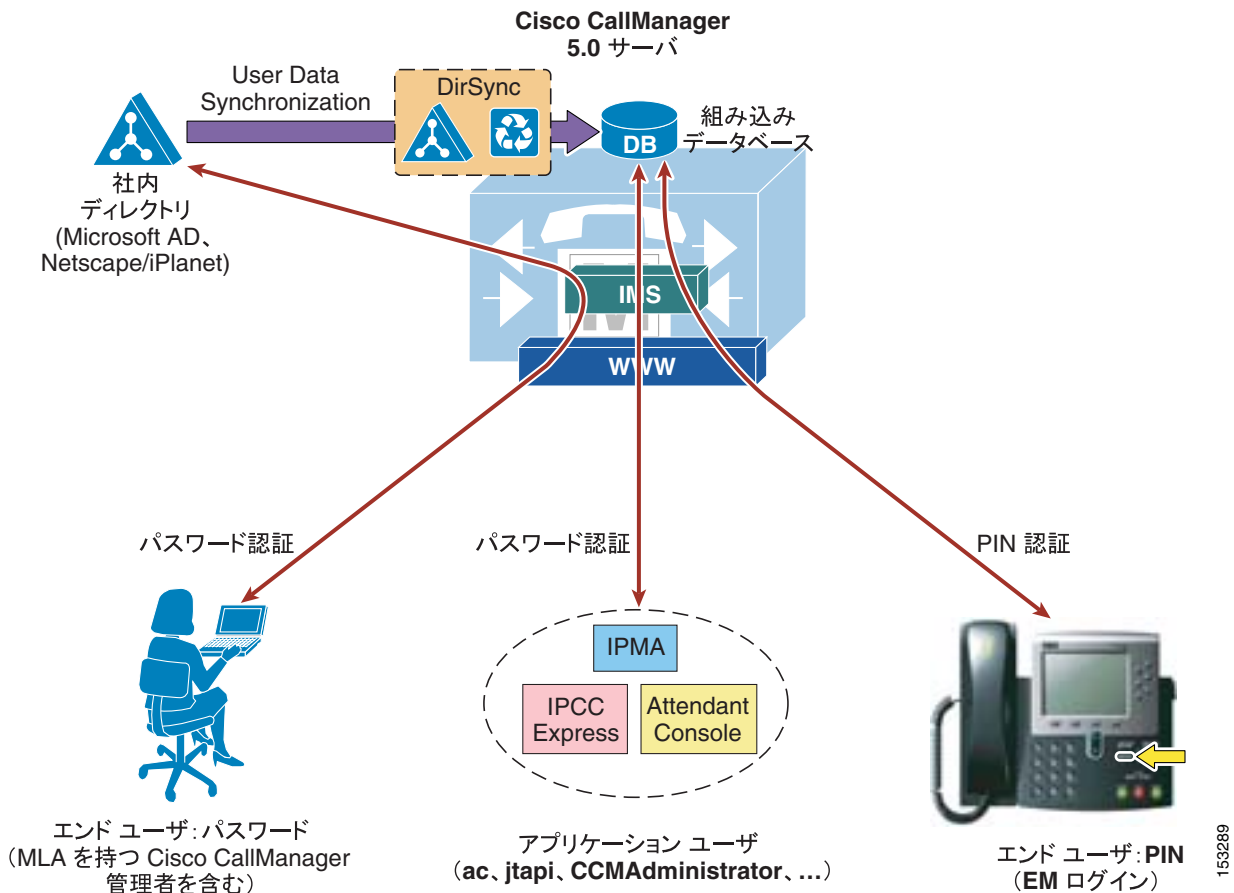 Cisco CallManager
5.0 サーバ
User Data
Synchronization
DirSync
DB
組み込み
データベース
社内
ディレクトリ
(Microsoft AD、
Netscape/iPlanet)
IMS
WWW
パスワード認証
パスワード認証
PIN 認証
IPMA
IPCC
Express
Attendant
Console
エンド ユーザ:パスワード
(MLA を持つ Cisco CallManager
管理者を含む)
アプリケーション ユーザ
(ac、jtapi、CCMAdministrator、...)
エンド ユーザ:PIN
(EM ログイン)
153289